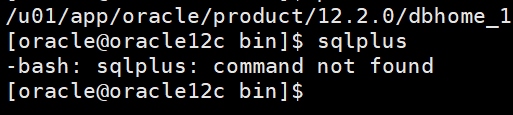 /u01/app/oracle/product/12.2.0/dbhome_1
[oracle@oracle12c bin]$ sqlplus
-bash: sqlplus: command not found
[oracle@oracle12c bin]$